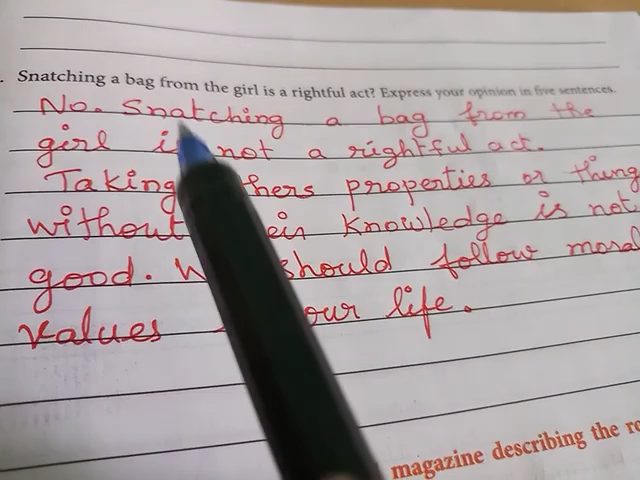 . Snatching a bag from the girl is a rightful act? Express your opinion in five sentences.
No. Snatching a bag from the
girl is not a rightful act.
Taking properties or thing
without knowledge is not
good. should follow moral
values our life.
magazine describing the